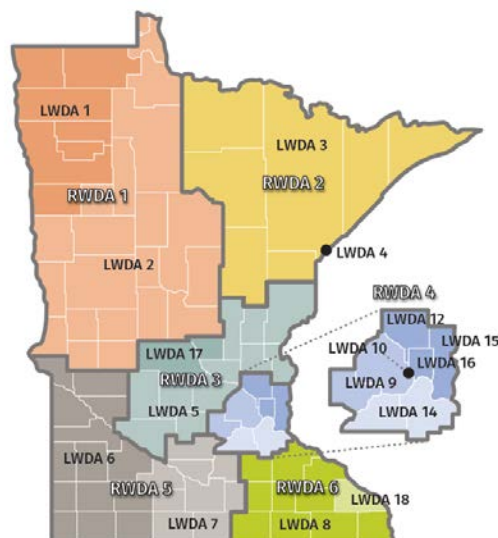 LWDA 1
LWDA 3
RWDA 2
RWDA 1
LWDA 2
LWDA 4
RWDA 4
LWDA 12
LWDA 17
LWDA 10
LWDA 15
LWDA 16
RWDA 3
LWDA 9
LWDA 5
LWDA 14
LWDA 6
RWDA 5
RWDA 6
LWDA 18
LWDA 7
LWDA 8